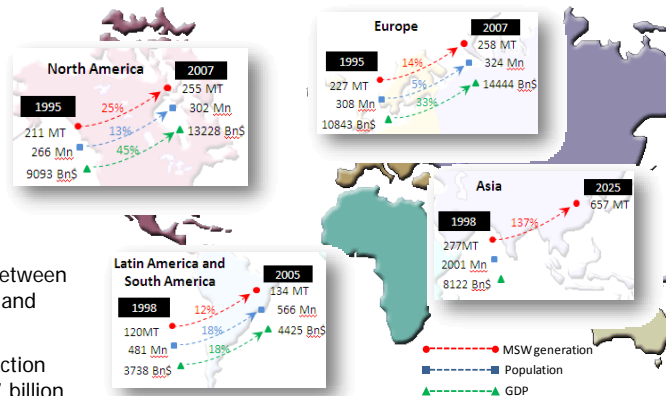 North America
2007
255 MT
1995
25%
302 Mn
211 MT
13%
266 Mn
45%
13228 Bn$
9093 Bn$
Europe
2007
258 MT
1995
14%
324 Mn
227 MT
5%
308 Mn
33%
14444 Bn$
10843 Bn$
Asia
2025
657 MT
1998
137%
277MT
2001 Mn
8122 Bn$
Latin America and
South America
2005
134 MT
1998
12%
566 Mn
120MT
18%
481 Mn
18%
4425 Bn$
3738 Bn$
etween
and
ction
billion
MSW generation
Population
GDP